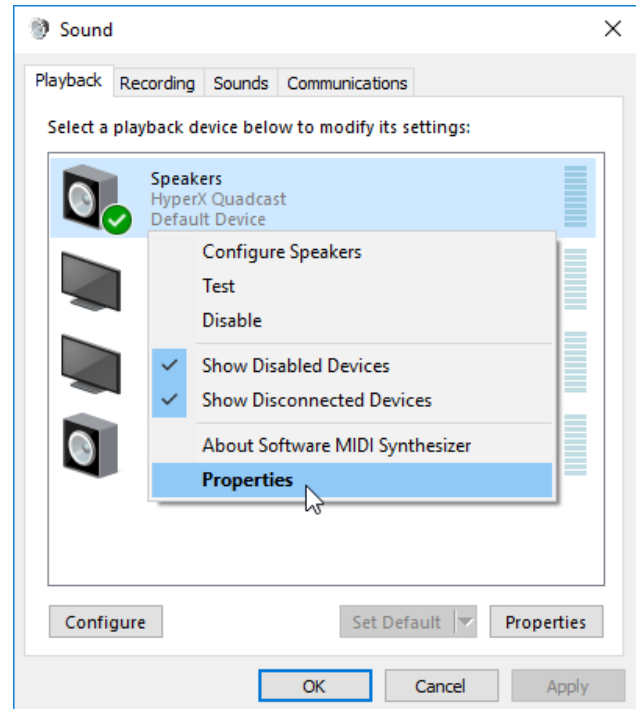 Sound
Playback Recording Sounds Communications
Select a playback device below to modify its settings:
Speakers
HyperX Quadcast
Default Device
Configure Speakers
Test
Disable
Show Disabled Devices
Show Disconnected Devices
About Software MIDI Synthesizer
Properties
Configure Set Default Properties
OK Cancel Apply